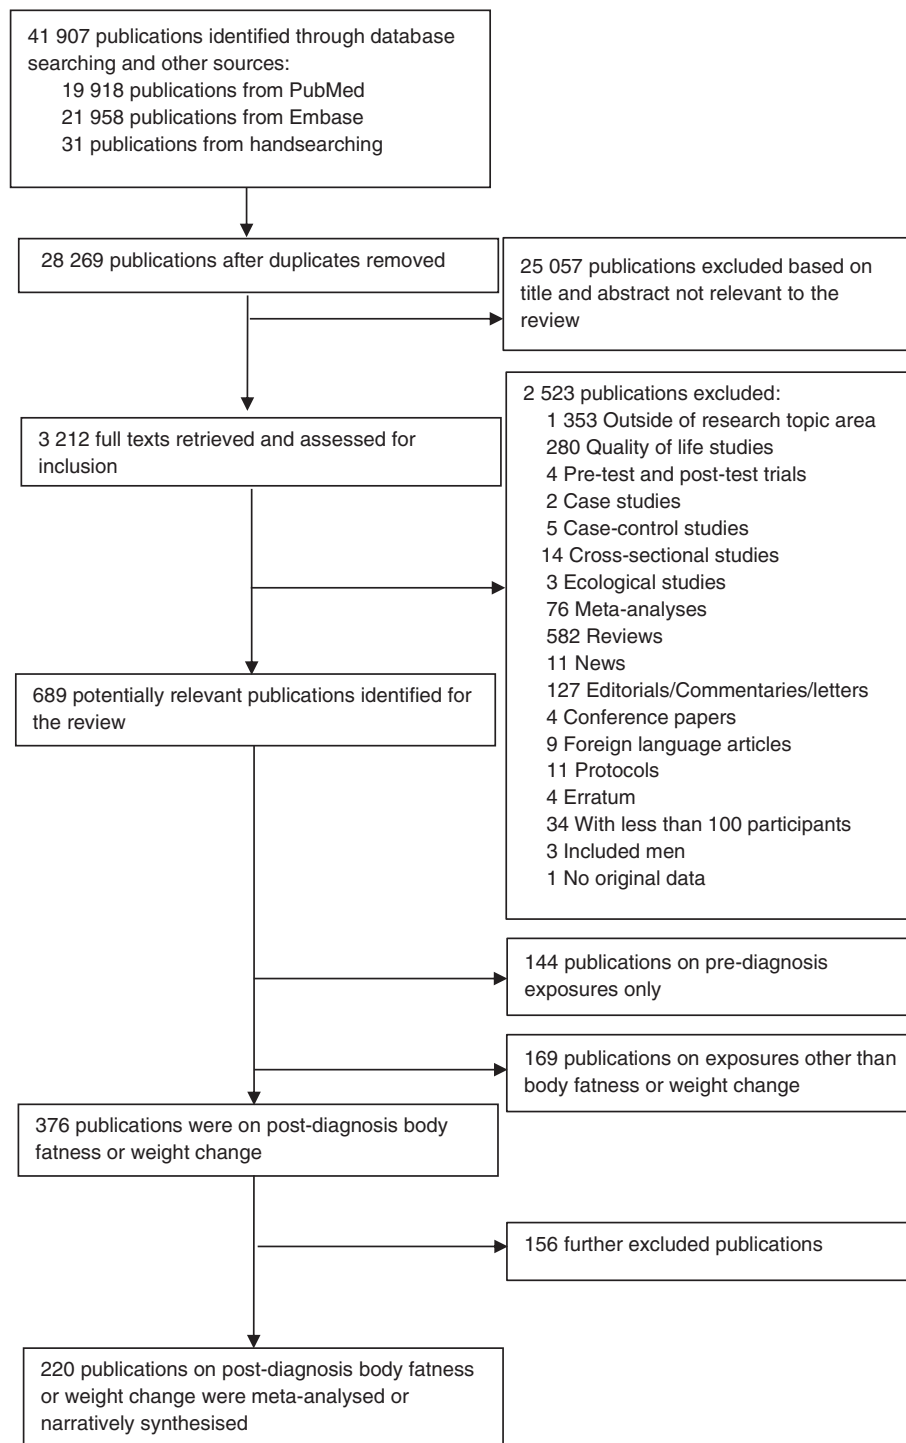 41 907 publications identified through database
searching and other sources:
19 918 publications from PubMed
21 958 publications from Embase
31 publications from handsearching
28 269 publications after duplicates removed
25 057 publications excluded based on
title and abstract not relevant to the
review
3 212 full texts retrieved and assessed for
inclusion
2 523 publications excluded:
1 353 Outside of research topic area
280 Quality of life studies
4 Pre-test and post-test trials
2 Case studies
5 Case-control studies
14 Cross-sectional studies
3 Ecological studies
76 Meta-analyses
582 Reviews
11 News
127 Editorials/Commentaries/letters
4 Conference papers
9 Foreign language articles
11 Protocols
4 Erratum
34 With less than 100 participants
3 Included men
1 No original data
689 potentially relevant publications identified for
the review
144 publications on pre-diagnosis
exposures only
169 publications on exposures other than
body fatness or weight change
376 publications were on post-diagnosis body
fatness or weight change
156 further excluded publications
220 publications on post-diagnosis body fatness
or weight change were meta-analysed or
narratively synthesised